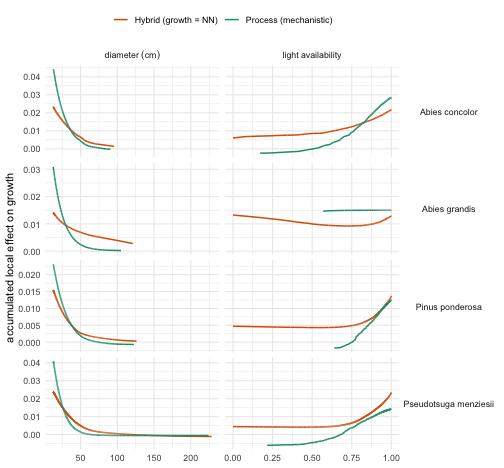 Hybrid (growth = NN) Process (mechanistic)
diameter (cm) light availability
accumulated local effect on growth
0.04
0.03
0.02
0.01
0.00
Abies concolor
0.03
0.02
0.01
0.00
Abies grandis
0.020
0.015
0.010
0.005
0.000
Pinus ponderosa
0.04
0.03
0.02
0.01
0.00
Pseudotsuga menziesii
50 100 150 200 0.00 0.25 0.50 0.75 1.00